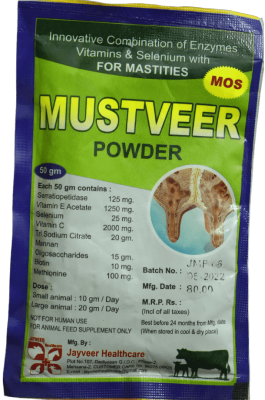 Innovative Combination of Enzymes
Vitamins & Selenium with
FOR MASTITIES
MOS
MUSTVEER
POWDER
50 gm
Each 50 gm contains :
Serratiopetidase 125 mg.
Vitamin E Acetate 1250 mg.
Selenium 25 mg.
Vitamin C 2000 mg.
Tri Sodium Citrate 20 gm.
Mannan
Oligosaccharides 15 gm.
Biotin 10 mg.
Methionine 100 mg.
Dose :
Small animal : 10 gm / Day
Large animal : 20 gm / Day
NOT FOR HUMAN USE
FOR ANIMAL FEED SUPPLEMENT ONLY
Batch No. :
Mfg. Date : 80.00
M.R.P. Rs. :
(Incl of all taxes)
Best before 24 months from Mfg. date
(When stored in cool & dry place)
Mfg. By :
Jayveer Healthcare